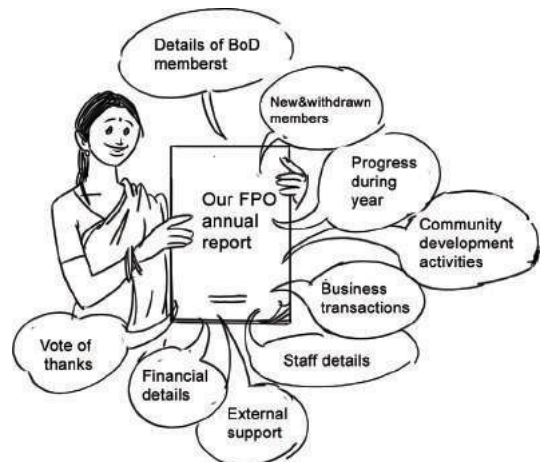 Details of BoD
memberst
New&withdrawn
members
Progress
during
year
Our FPO
annual
report
Community
development
activities
Business
transactions
Staff details
External
support
Financial
details
Vote of
thanks